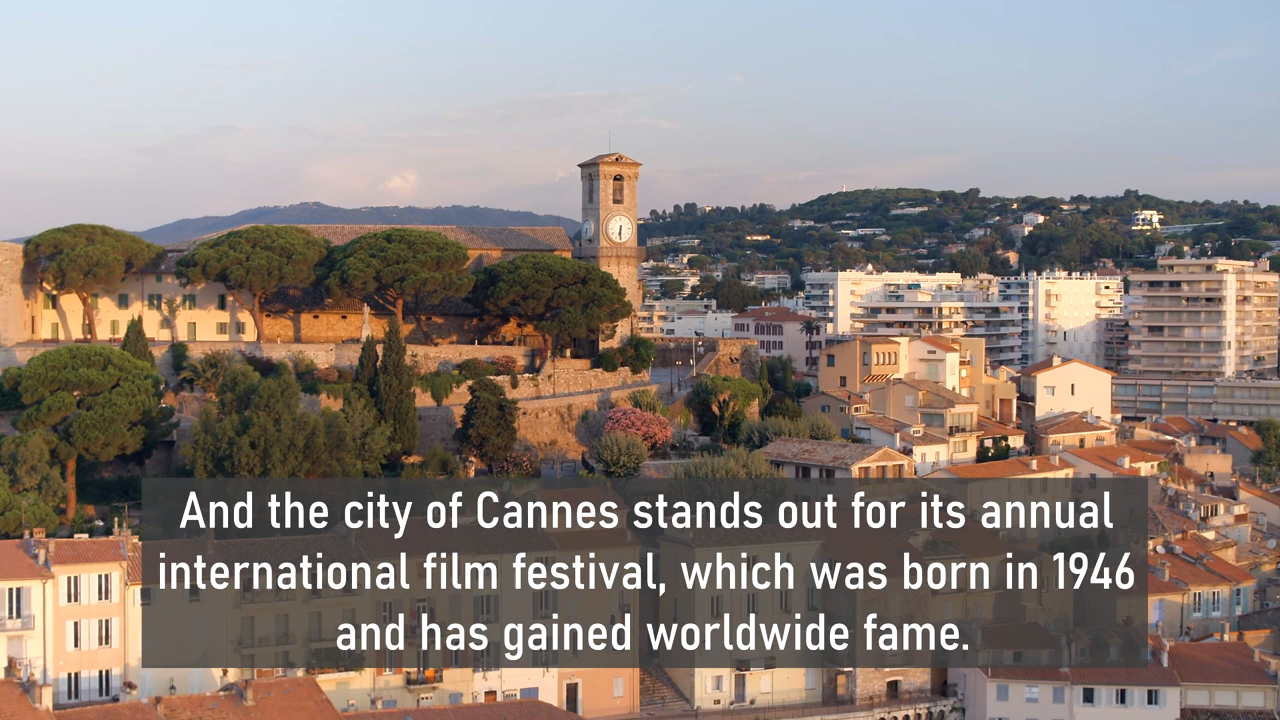 And the city of Cannes stands out for its annual
international film festival, which was born in 1946
and has gained worldwide fame.